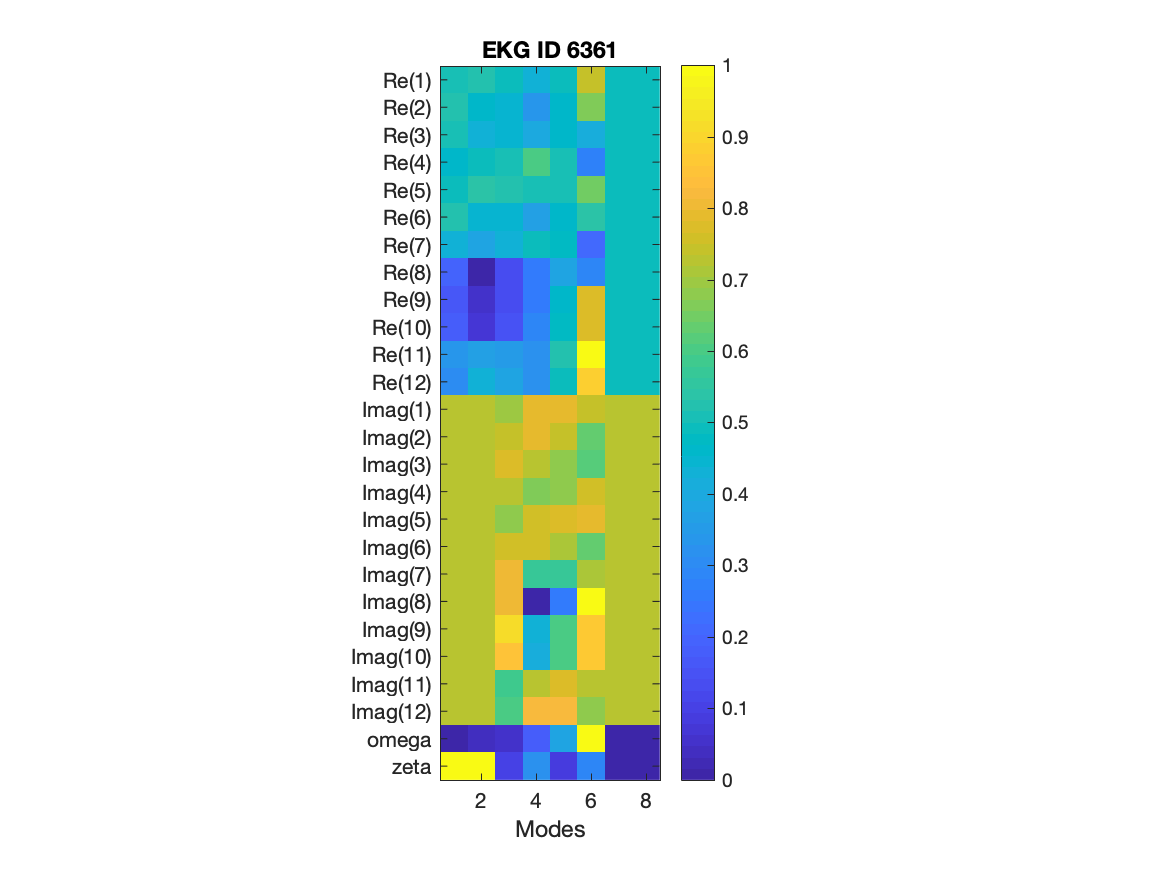 EKG ID 6361
Re(1)
Re(2)
Re(3)
Re(4)
Re(5)
Re(6)
Re(7)
Re(8)
Re(9)
Re(10)
Re(11)
Re(12)
Imag(1)
Imag(2)
Imag(3)
Imag(4)
Imag(5)
Imag(6)
Imag(7)
Imag(8)
Imag(9)
Imag(10)
Imag(11)
Imag(12)
omega
zeta
2 4 6 8
Modes
1
0.9
0.8
0.7
0.6
0.5
0.4
0.3
0.2
0.1
0